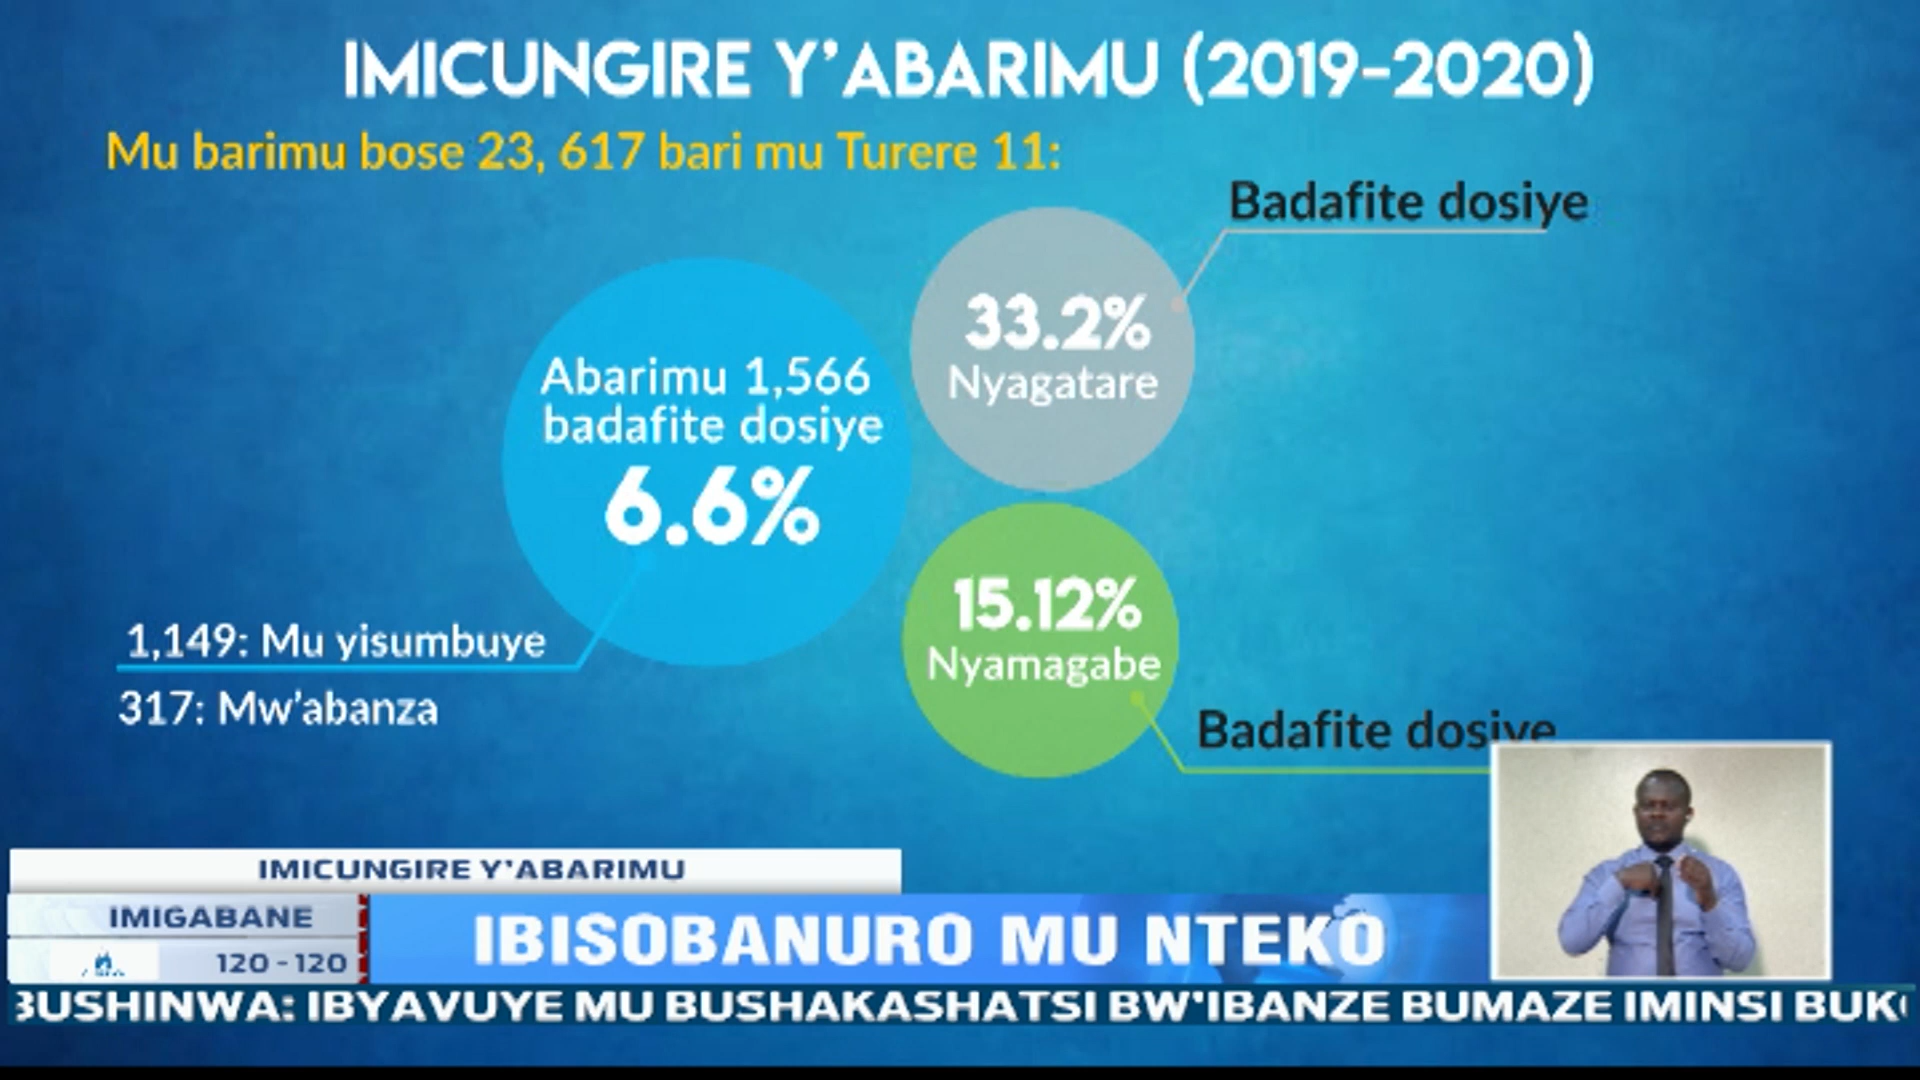 IMICUNGIRE Y'ABARIMU (2019-2020)
Mu barimu bose 23, 617 bari mu Turere 11:
Badafite dosiye
33.2%
Nyagatare
Abarimu 1,566
badafite dosiye
6.6%
15.12%
Nyamagabe
1,149: Mu yisumbuye
317: Mw'abanza
Badafite dosiye
IMICUNGIRE Y'ABARIMU
IMIGABANE
120 - 120
IBISOBANURO MU NTEKO
BUSHINWA: IBYAVUYE MU BUSHAKASHATSI BW'IBANZE BUMAZE IMINSI